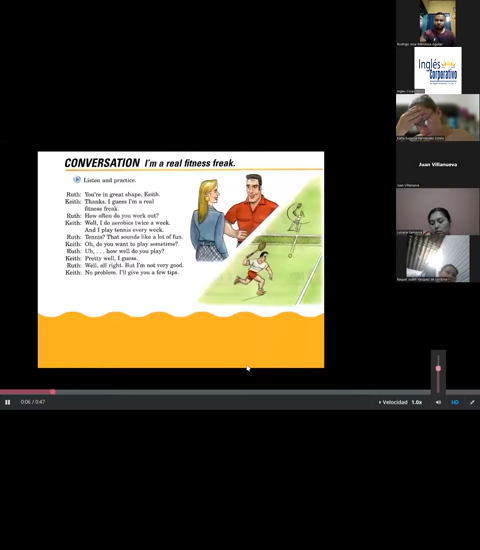 CONVERSATION I'm a real fitness freak.
Listen and practice.
Ruth: You're in great shape, Keith.
Keith: Thanks. I guess I'm a real
fitness freak.
Ruth: How often do you work out?
Keith: Well, I do aerobics twice a week.
And I play tennis every week.
Ruth: Tennis? That sounds like a lot of fun.
Keith: Oh, do you want to play sometime?
Ruth: Uh, . . . how well do you play?
Keith: Pretty well, I guess.
Ruth: Well, all right. But I'm not very good.
Keith: No problem. I'll give you a few tips.
Inglés
Corporativo
Juan Villanueva
Juan Villanueva
0:06 / 0:47
Velocidad 1.0x
HD